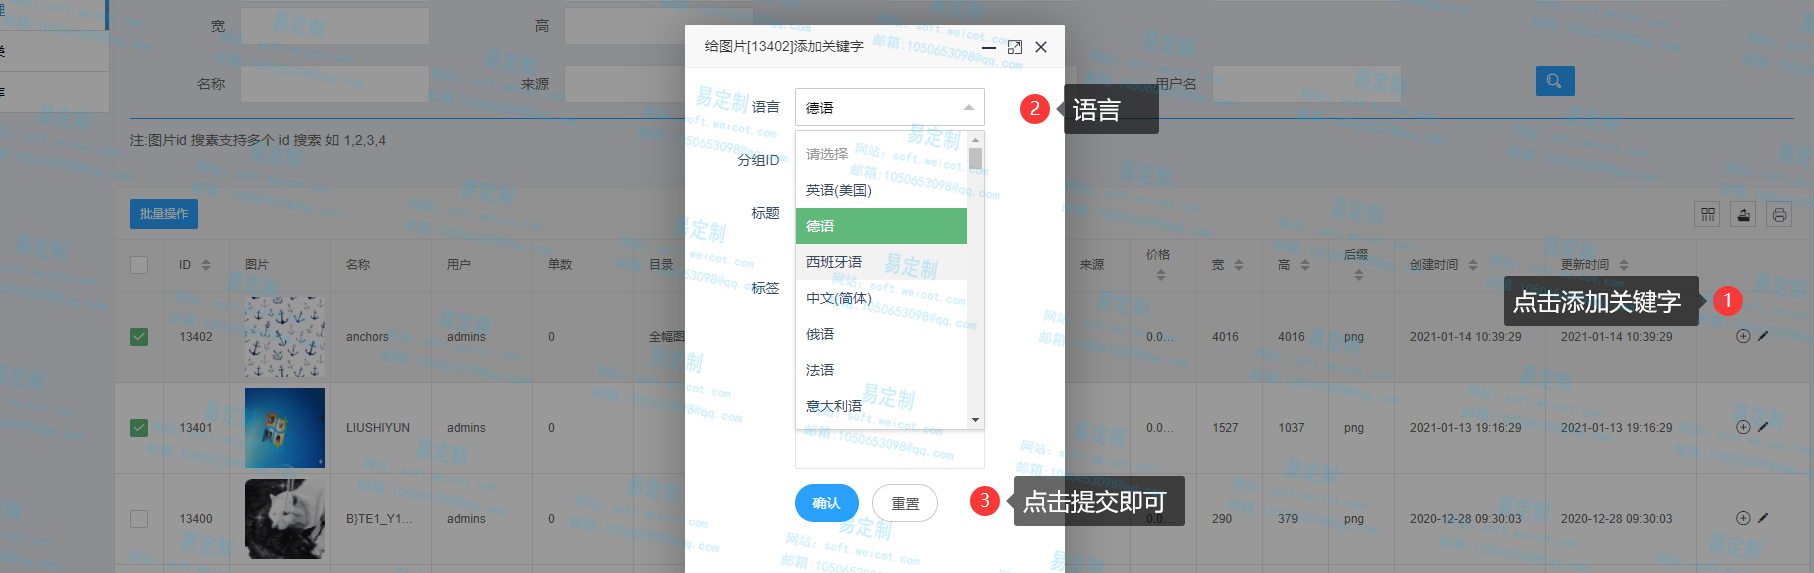 理
宽
高
给图片[13402]添加关键字
类
名称
来源
用户名
库
语言
德语
2
语言
注:图片id 搜素支持多个 id 搜索 如 1,2,3,4
请选择
分组ID
英语(美国)
批量操作
标题
德语
ID
图片
名称
用户
单数
目录
西班牙语
来源
价格
宽
高
后缀
创建时间
更新时间
标签
中文(简体)
点击添加关键字
1
13402
anchors
admins
0
全幅图
俄语
0.0...
4016
4016
png
2021-01-14 10:39:29
2021-01-14 10:39:29
法语
意大利语
13401
LIUSHIYUN
admins
0
0.0...
1527
1037
png
2021-01-13 19:16:29
2021-01-13 19:16:29
确认
重置
3
点击提交即可
13400
B}TE1_Y1...
admins
0
0.0...
290
379
png
2020-12-28 09:30:03
2020-12-28 09:30:03
易定制
网站: soft.weicot.com
邮箱:1050653098@qq.com